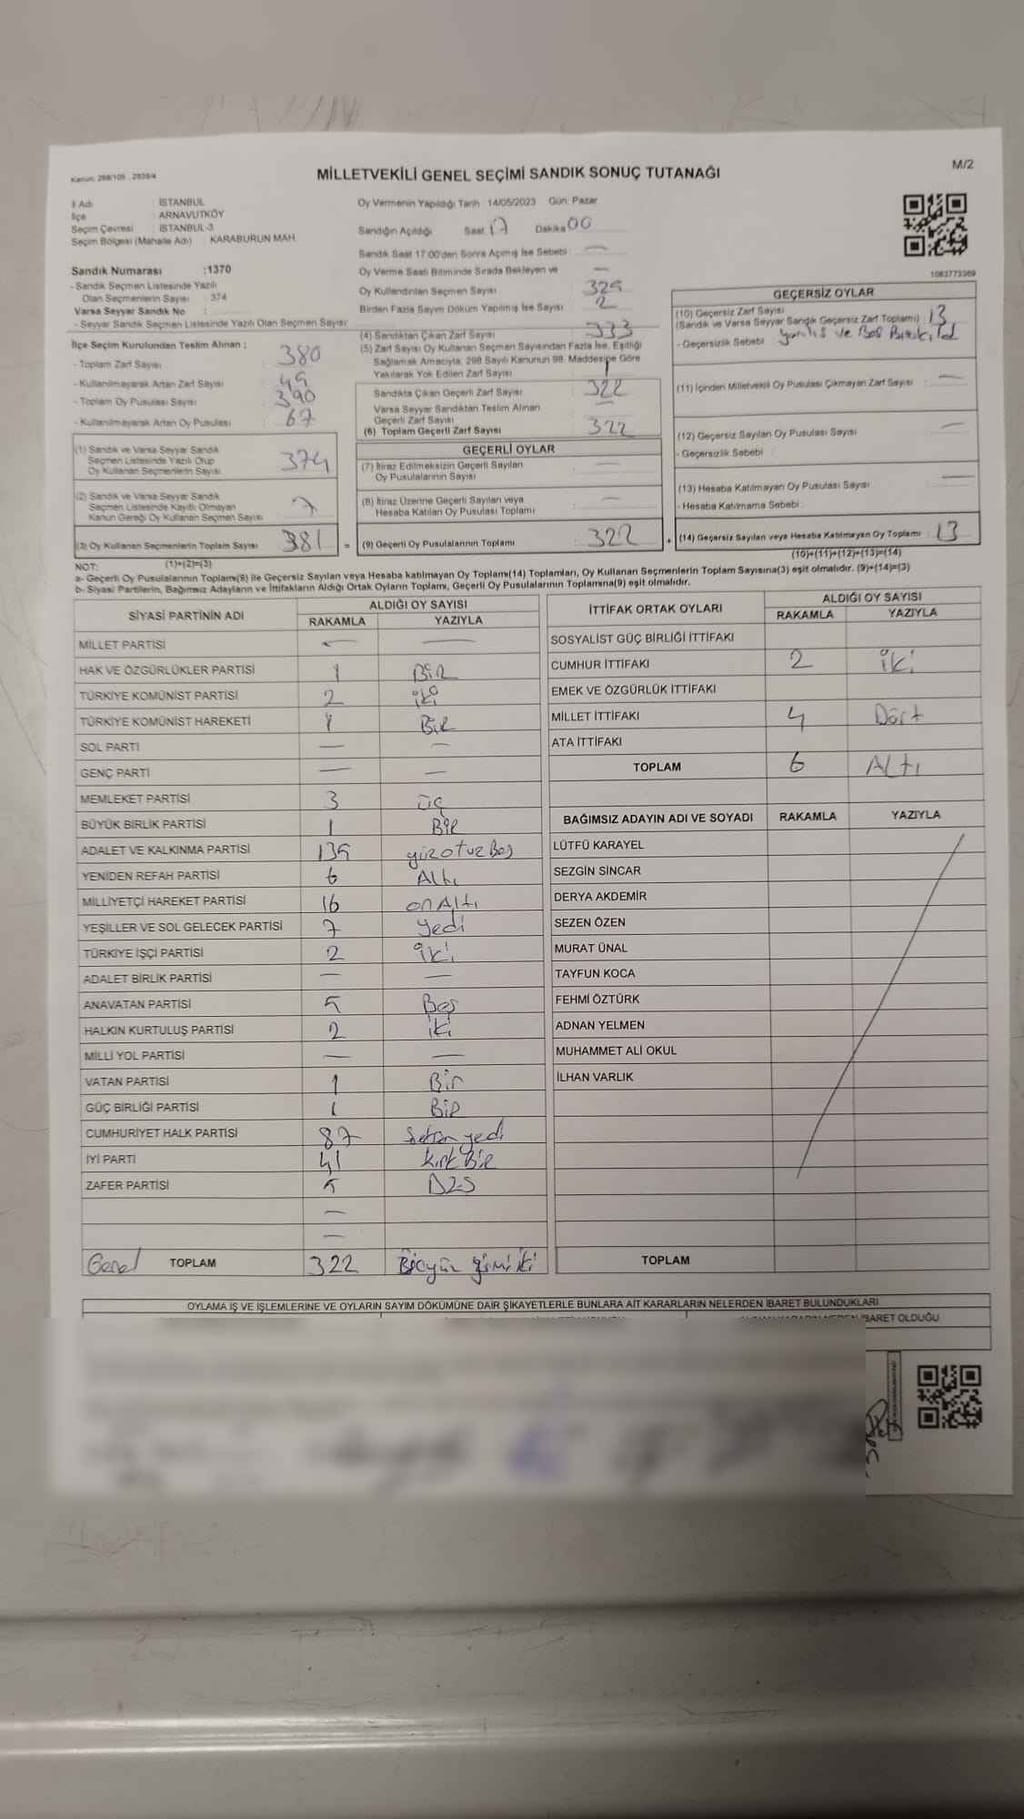 Kanun: 298/105 , 2839/4
MİLLETVEKİLİ GENEL SEÇİMİ SANDIK SONUÇ TUTANAĞI
M/2
İl Adı İSTANBUL
İlçe ARNAVUTKÖY
Seçim Çevresi İSTANBUL-3
Seçim Bölgesi (Mahalle Adı) KARABURUN MAH.
Sandık Numarası :1370
- Sandık Seçmen Listesinde Yazılı
Olan Seçmenlerin Sayısı : 374
Varsa Seyyar Sandık No :
- Seyyar Sandık Seçmen Listesinde Yazılı Olan Seçmen Sayısı:
İlçe Seçim Kurulundan Teslim Alınan ;
- Toplam Zarf Sayısı 380
- Kullanılmayarak Artan Zarf Sayısı 49
- Toplam Oy Pusulası Sayısı 390
- Kullanılmayarak Artan Oy Pusulası 67
(1) Sandık ve Varsa Seyyar Sandık
Seçmen Listesinde Yazılı Olup
Oy Kullanan Seçmenlerin Sayısı 374
(2) Sandık ve Varsa Seyyar Sandık
Seçmen Listesinde Kayıtlı Olmayan
Kanun Gereği Oy Kullanan Seçmen Sayısı 7
(3) Oy Kullanan Seçmenlerin Toplam Sayısı 381 =
(1)+(2)=(3)
Oy Vermenin Yapıldığı Tarih 14/05/2023 Gün: Pazar
Sandığın Açıldığı Saat 17 Dakika 00
Sandık Saat 17:00'den Sonra Açılmış İse Sebebi : —
Oy Verme Saati Bitiminde Sırada Bekleyen ve —
Oy Kullandırılan Seçmen Sayısı 329
Birden Fazla Sayım Döküm Yapılmış İse Sayısı 2
(4) Sandıktan Çıkan Zarf Sayısı 333
(5) Zarf Sayısı Oy Kullanan Seçmen Sayısından Fazla İse, Eşitliği
Sağlamak Amacıyla, 298 Sayılı Kanunun 98. Maddesine Göre
Yakılarak Yok Edilen Zarf Sayısı 1
Sandıkta Çıkan Geçerli Zarf Sayısı 322
Varsa Seyyar Sandıktan Teslim Alınan
Geçerli Zarf Sayısı —
(6) Toplam Geçerli Zarf Sayısı 322
GEÇERLİ OYLAR
(7) İtiraz Edilmeksizin Geçerli Sayılan
Oy Pusulalarının Sayısı —
(8) İtiraz Üzerine Geçerli Sayılan veya
Hesaba Katılan Oy Pusulası Toplamı —
(9) Geçerli Oy Pusulalarının Toplamı 322 +
1083773369
GEÇERSİZ OYLAR
(10) Geçersiz Zarf Sayısı
(Sandık ve Varsa Seyyar Sandık Geçersiz Zarf Toplamı) 13
- Geçersizlik Sebebi : yanlış ve Boş
(11) İçinden Milletvekili Oy Pusulası Çıkmayan Zarf Sayısı —
(12) Geçersiz Sayılan Oy Pusulası Sayısı —
- Geçersizlik Sebebi :
(13) Hesaba Katılmayan Oy Pusulası Sayısı —
- Hesaba Katılmama Sebebi :
(14) Geçersiz Sayılan veya Hesaba Katılmayan Oy Toplamı 13
(10)+(11)+(12)+(13)=(14)
NOT:
a- Geçerli Oy Pusulalarının Toplamı(9) ile Geçersiz Sayılan veya Hesaba katılmayan Oy Toplamı(14) Toplamları, Oy Kullanan Seçmenlerin Toplam Sayısına(3) eşit olmalıdır. (9)+(14)=(3)
b- Siyasi Partilerin, Bağımsız Adayların ve İttifakların Aldığı Ortak Oyların Toplamı, Geçerli Oy Pusulalarının Toplamına(9) eşit olmalıdır.
SİYASİ PARTİNİN ADI ALDIĞI OY SAYISI
RAKAMLA YAZIYLA
MİLLET PARTİSİ — —
HAK VE ÖZGÜRLÜKLER PARTİSİ 1 BİR
TÜRKİYE KOMÜNİST PARTİSİ 2 iki
TÜRKİYE KOMÜNİST HAREKETİ 1 BİR
SOL PARTİ — —
GENÇ PARTİ — —
MEMLEKET PARTİSİ 3 üç
BÜYÜK BİRLİK PARTİSİ 1 BİR
ADALET VE KALKINMA PARTİSİ 135 yüzotuzBeş
YENİDEN REFAH PARTİSİ 6 Altı
MİLLİYETÇİ HAREKET PARTİSİ 16 onAltı
YEŞİLLER VE SOL GELECEK PARTİSİ 7 yedi
TÜRKİYE İŞÇİ PARTİSİ 2 iki
ADALET BİRLİK PARTİSİ — —
ANAVATAN PARTİSİ 5 Beş
HALKIN KURTULUŞ PARTİSİ 2 iki
MİLLİ YOL PARTİSİ — —
VATAN PARTİSİ 1 Bir
GÜÇ BİRLİĞİ PARTİSİ 1 BİR
CUMHURİYET HALK PARTİSİ 87 yedi
İYİ PARTİ 41 kırkBİR
ZAFER PARTİSİ 5
—
—
Genel TOPLAM 322
İTTİFAK ORTAK OYLARI ALDIĞI OY SAYISI
RAKAMLA YAZIYLA
SOSYALİST GÜÇ BİRLİĞİ İTTİFAKI
CUMHUR İTTİFAKI 2 iki
EMEK VE ÖZGÜRLÜK İTTİFAKI
MİLLET İTTİFAKI 4 Dört
ATA İTTİFAKI
TOPLAM 6 Altı
BAĞIMSIZ ADAYIN ADI VE SOYADI RAKAMLA YAZIYLA
LÜTFÜ KARAYEL
SEZGİN SİNCAR
DERYA AKDEMİR
SEZEN ÖZEN
MURAT ÜNAL
TAYFUN KOCA
FEHMİ ÖZTÜRK
ADNAN YELMEN
MUHAMMET ALİ OKUL
İLHAN VARLIK
TOPLAM
OYLAMA İŞ VE İŞLEMLERİNE VE OYLARIN SAYIM DÖKÜMÜNE DAİR ŞİKAYETLERLE BUNLARA AİT KARARLARIN NELERDEN İBARET BULUNDUKLARI
İBARET OLDUĞU